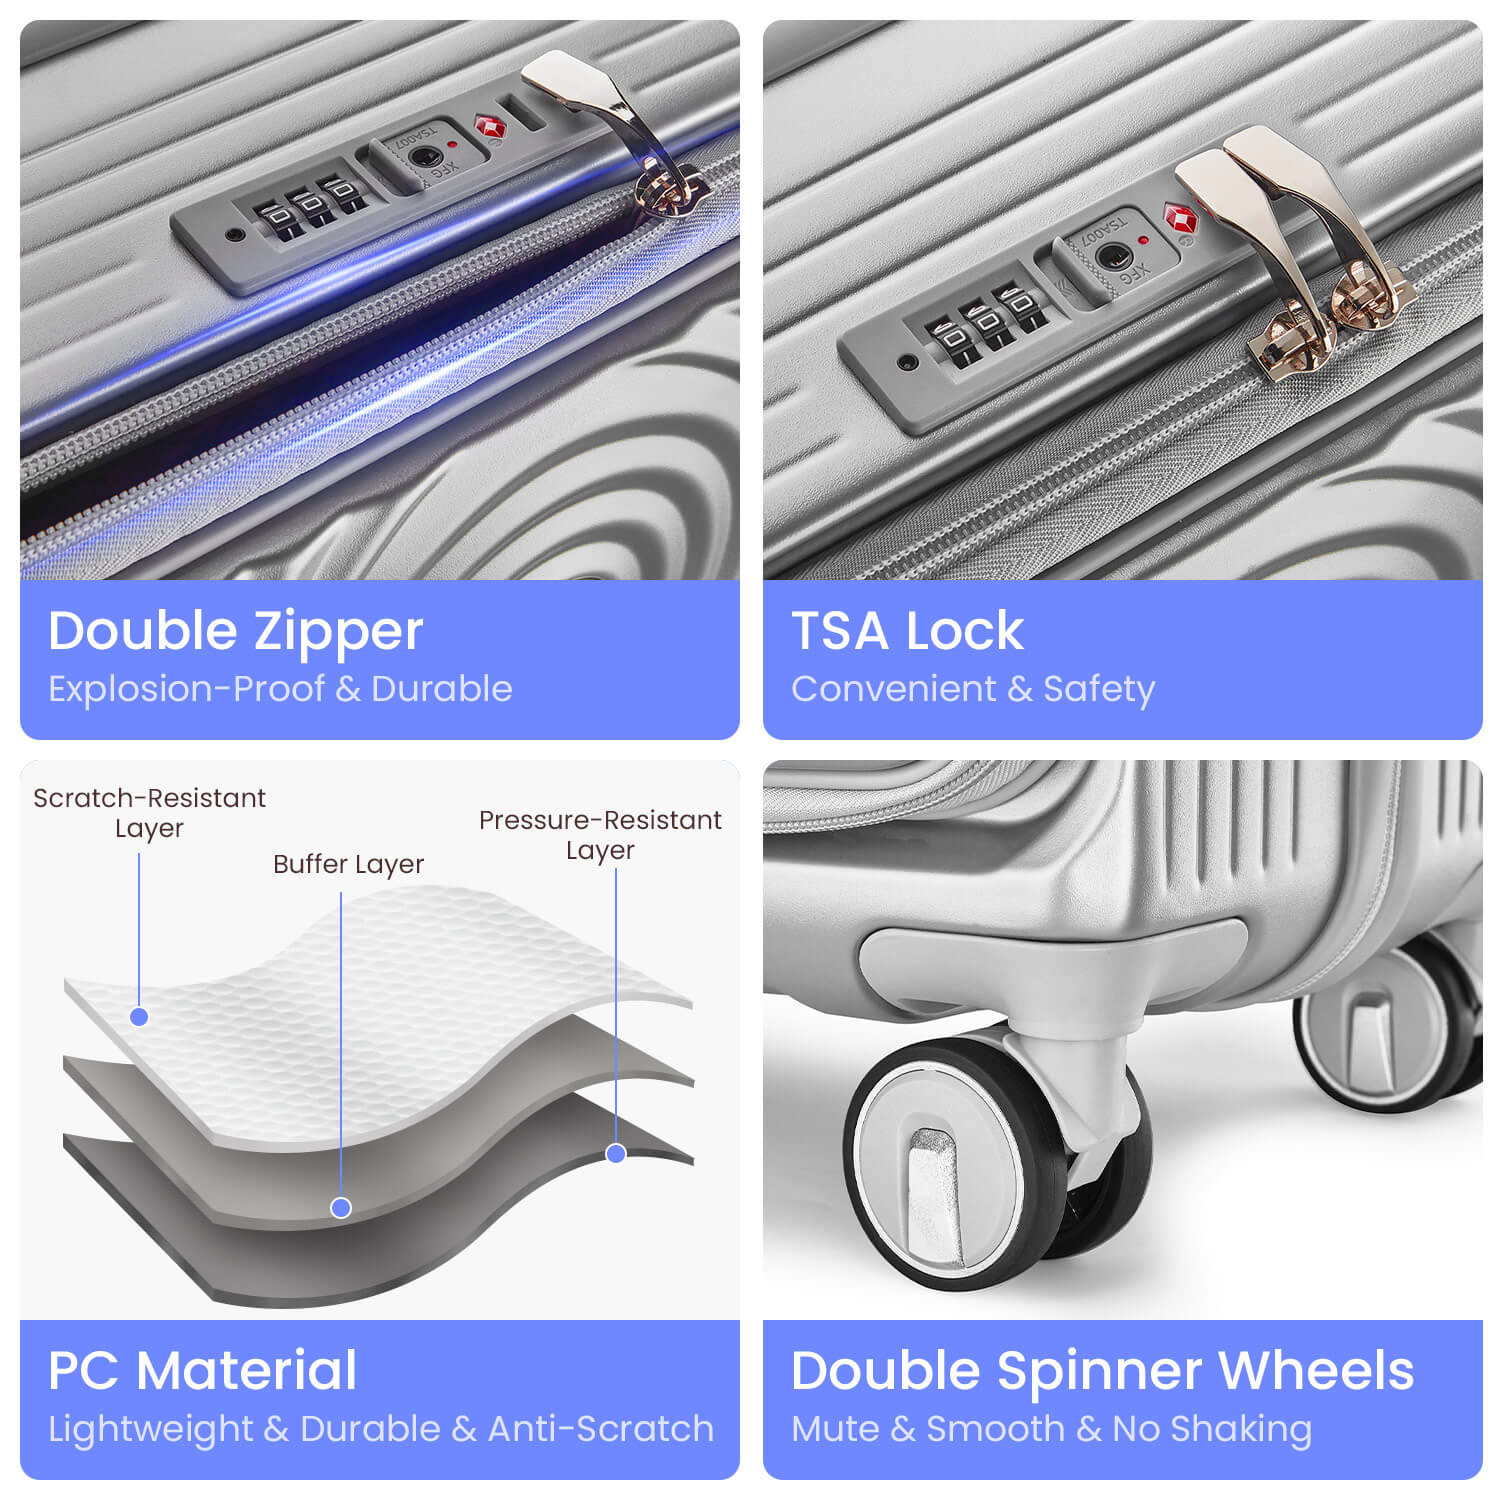 TSA007
XFG
Double Zipper
Explosion-Proof & Durable
TSA007
XFG
TSA Lock
Convenient & Safety
Scratch-Resistant
Layer
Buffer Layer
Pressure-Resistant
Layer
PC Material
Lightweight & Durable & Anti-Scratch
Double Spinner Wheels
Mute & Smooth & No Shaking